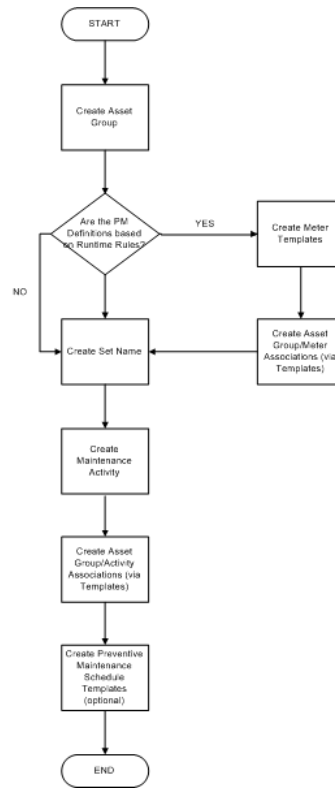 START
Create Asset
Group
Are the PM
Definitions based
on Runtime Rules?
YES
Create Meter
Templates
NO
Create Set Name
Create Asset
Group/Meter
Associations (via
Templates)
Create
Maintenance
Activity
Create Asset
Group/Activity
Associations (via
Templates)
Create Preventive
Maintenance
Schedule
Templates
(optional)
END